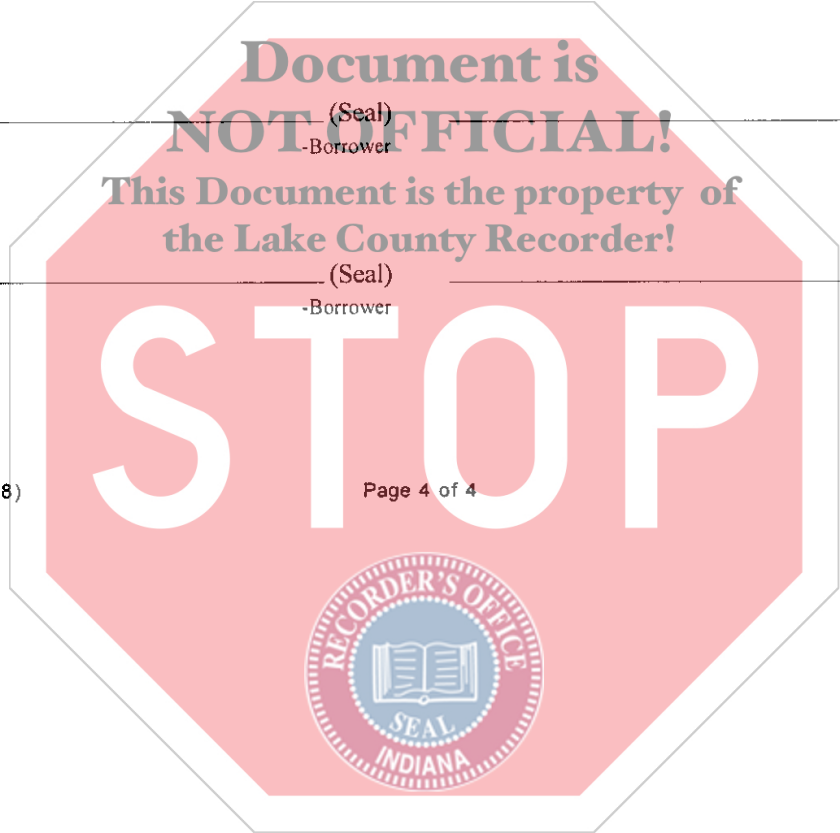 Document is
(Seal)
NOT OFFICIAL!
-Borrower
This Document is the property of
the Lake County Recorder!
(Seal)
-Borrower
STOP
8)
Page 4 of 4
RECORDER'S OFFICE
SEAL
INDIANA